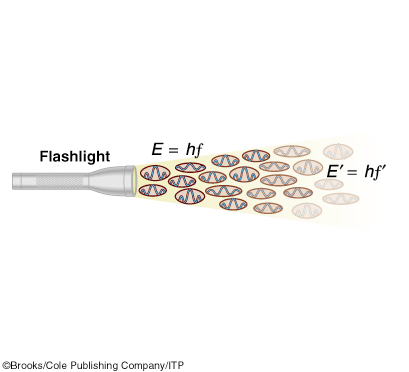 E = hf
Flashlight
E′ = hf′
©Brooks/Cole Publishing Company/ITP